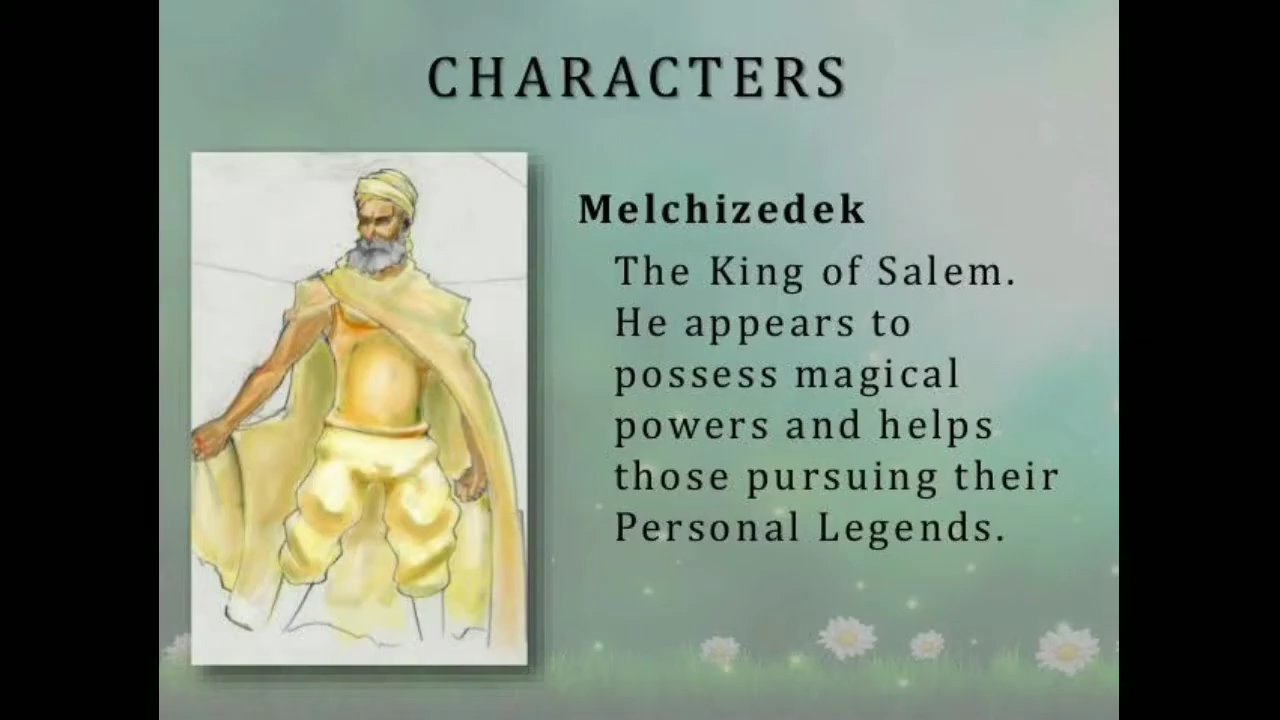 CHARACTERS
Melchizedek
The King of Salem.
He appears to
possess magical
powers and helps
those pursuing their
Personal Legends.